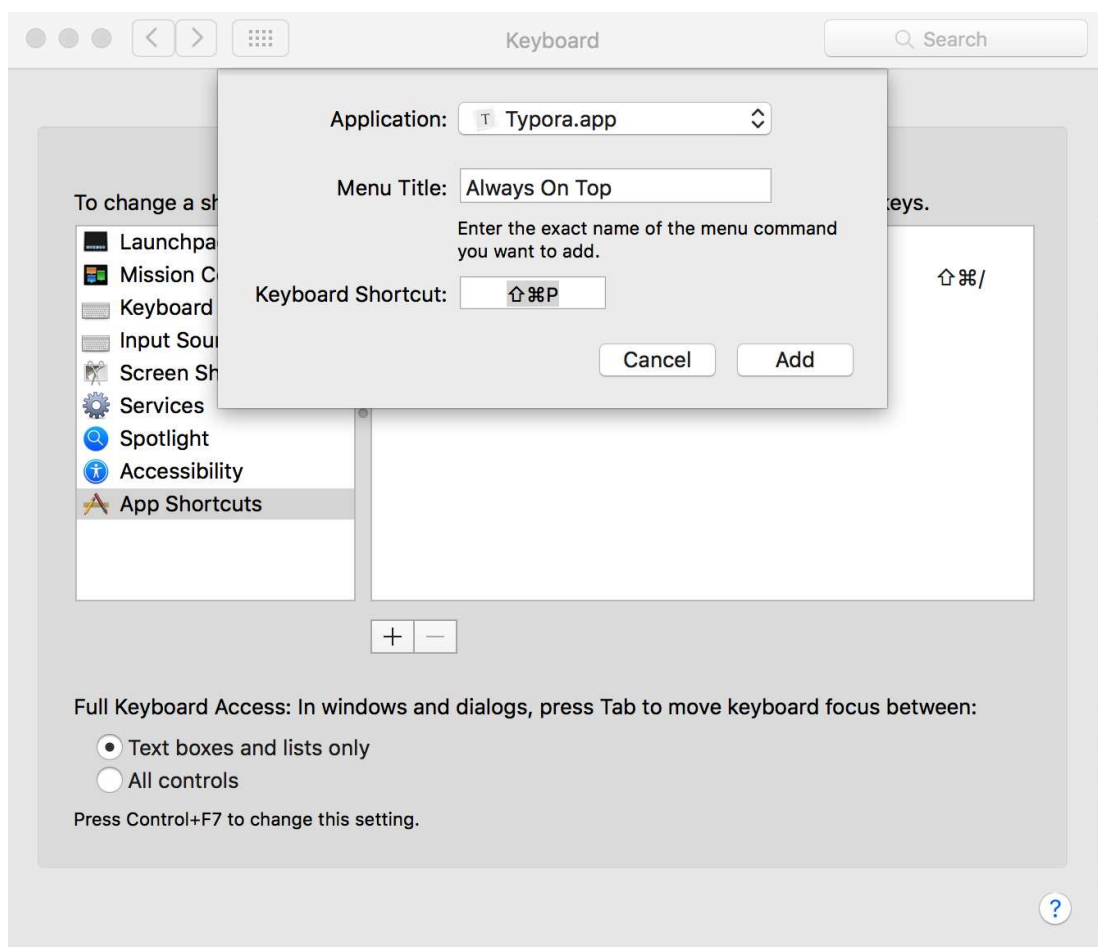 Keyboard
Search
Application: T Typora.app
Menu Title: Always On Top
To change a sh
keys.
Enter the exact name of the menu command
you want to add.
Launchpa
Mission C
⇧⌘/
Keyboard Shortcut: ⇧⌘P
Keyboard
Input Sour
Cancel Add
Screen Sh
Services
Spotlight
Accessibility
App Shortcuts
+ −
Full Keyboard Access: In windows and dialogs, press Tab to move keyboard focus between:
Text boxes and lists only
All controls
Press Control+F7 to change this setting.
?